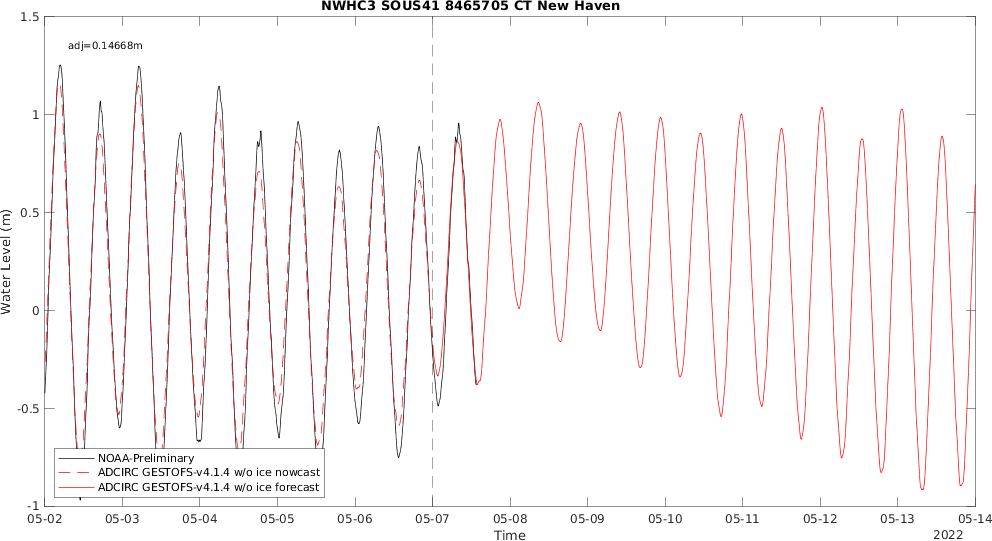 NWHC3 SOUS41 8465705 CT New Haven
adj=0.14668m
1.5
1
0.5
0
-0.5
-1
Water Level (m)
NOAA-Preliminary
ADCIRC GESTOFS-v4.1.4 w/o ice nowcast
ADCIRC GESTOFS-v4.1.4 w/o ice forecast
05-02 05-03 05-04 05-05 05-06 05-07 05-08 05-09 05-10 05-11 05-12 05-13 05-14
Time
2022